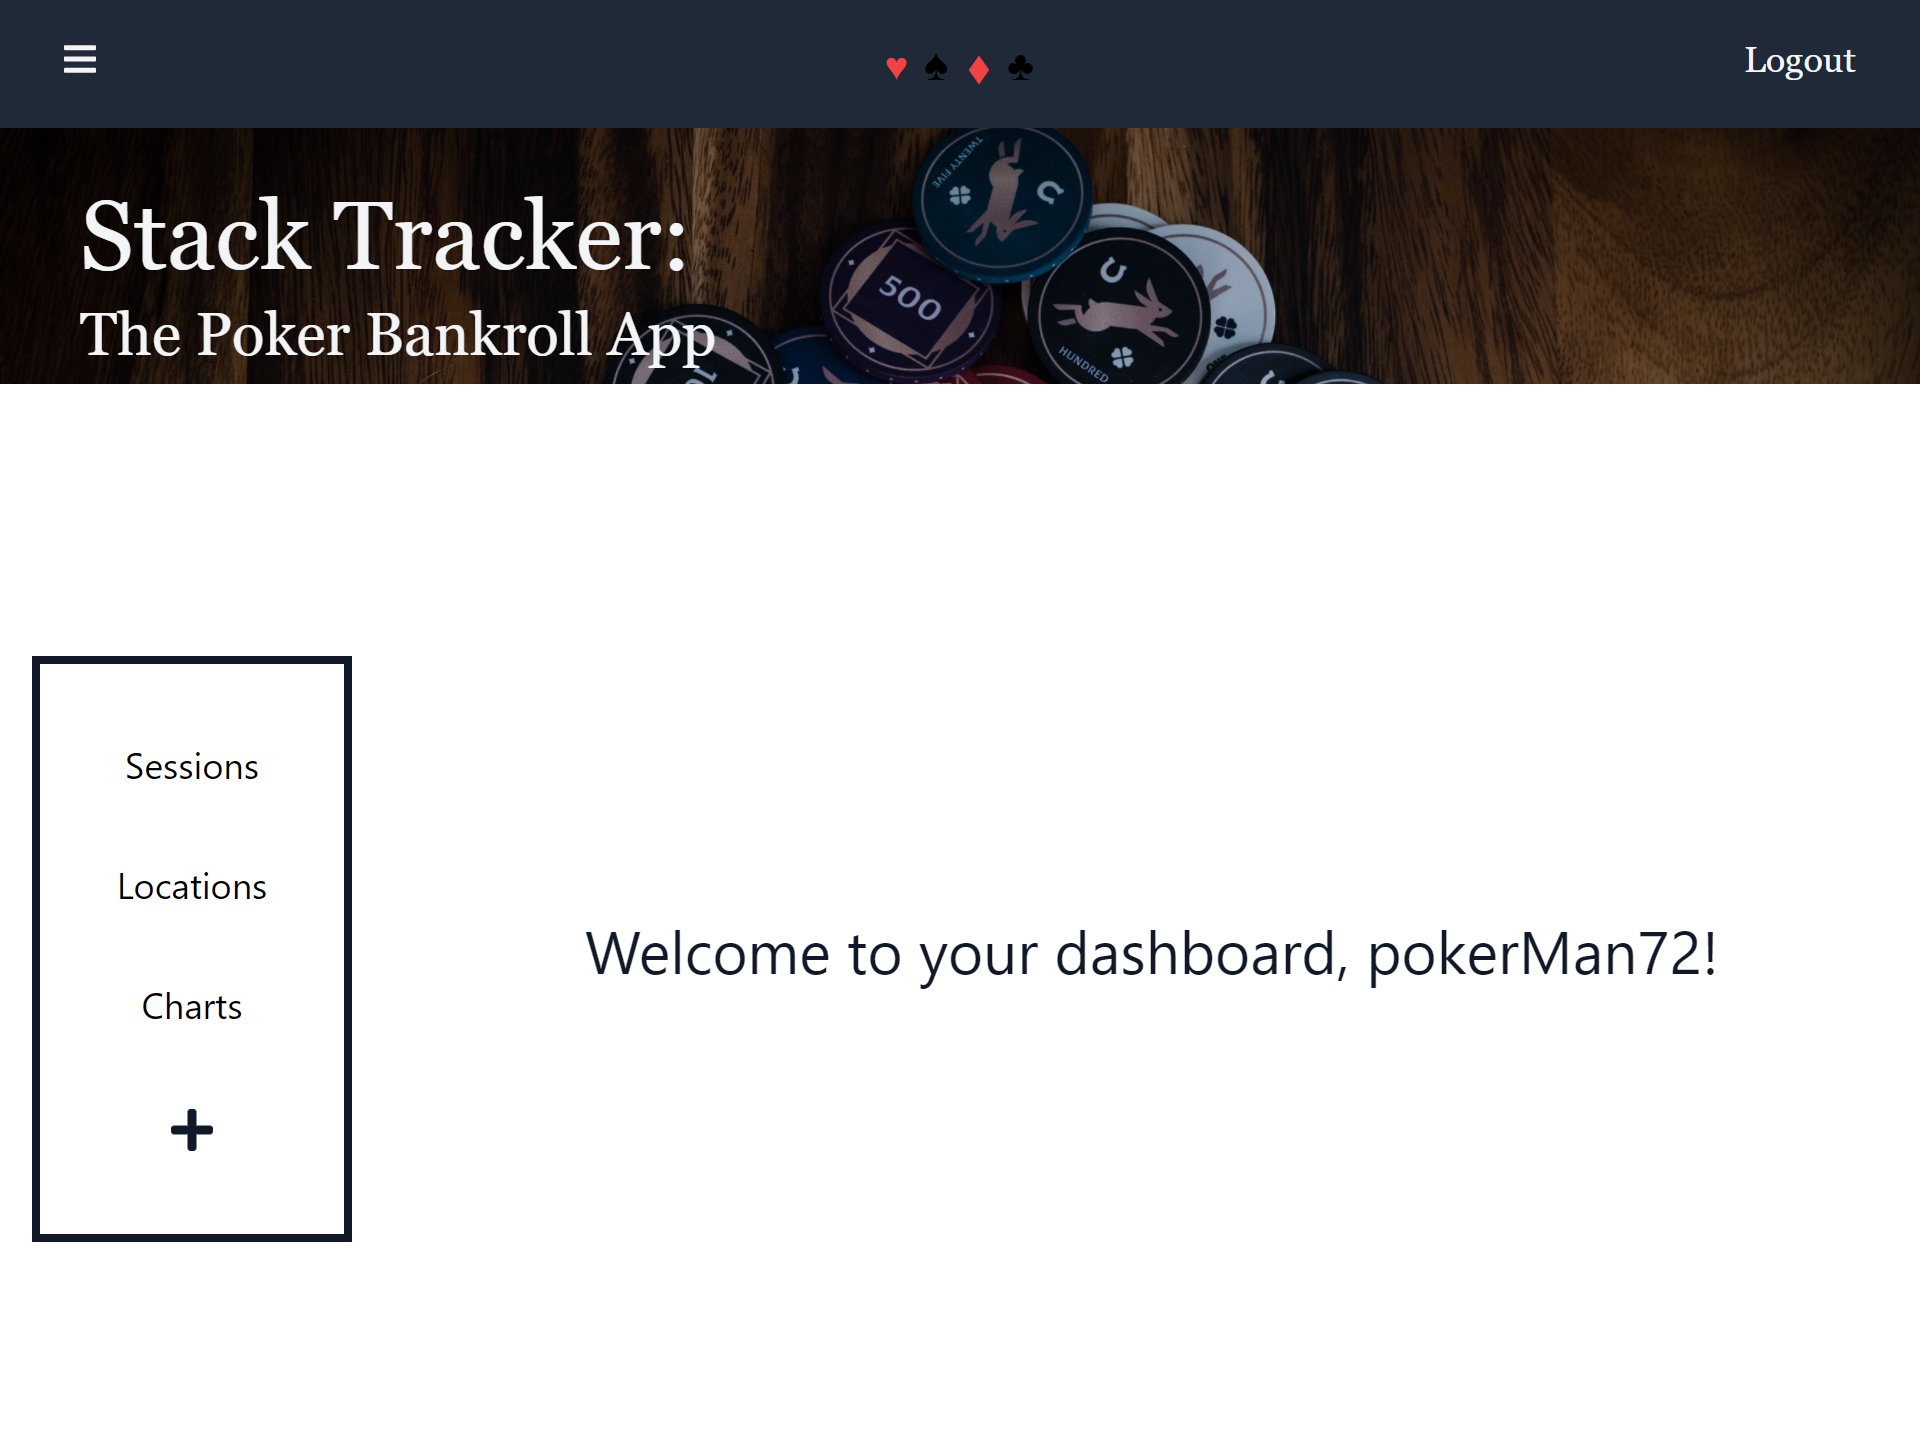 ♥ ♠ ♦ ♣
Logout
Stack Tracker:
The Poker Bankroll App
TWENTY FIVE
500
HUNDRED
Sessions
Locations
Charts
Welcome to your dashboard, pokerMan72!